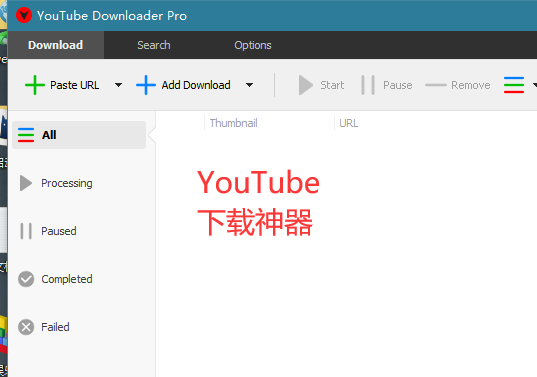 YouTube Downloader Pro
Download Search Options
Paste URL Add Download Start Pause Remove
All
Thumbnail URL
Processing
Paused
Completed
Failed
YouTube
下载神器